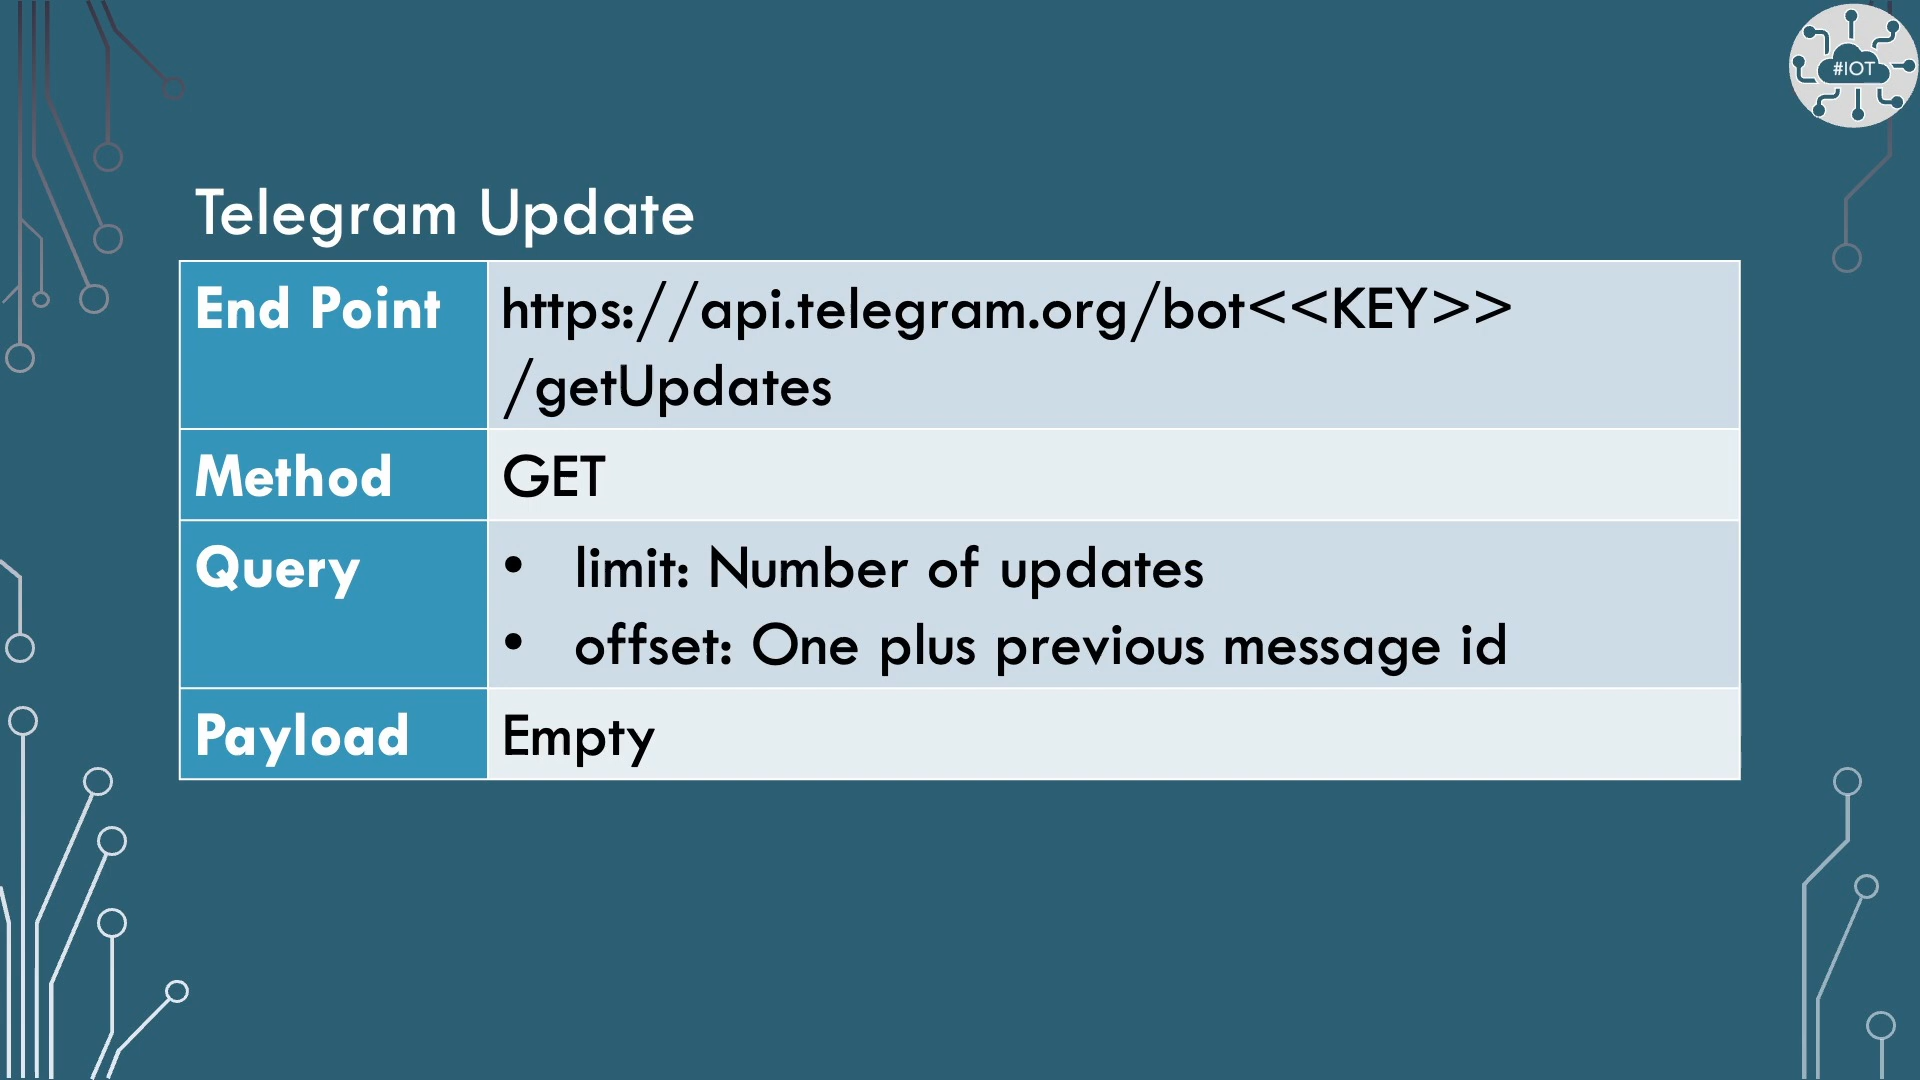 #IOT
Telegram Update
End Point
https://api.telegram.org/bot<<KEY>>
/getUpdates
Method
GET
Query
• limit: Number of updates
• offset: One plus previous message id
Payload
Empty